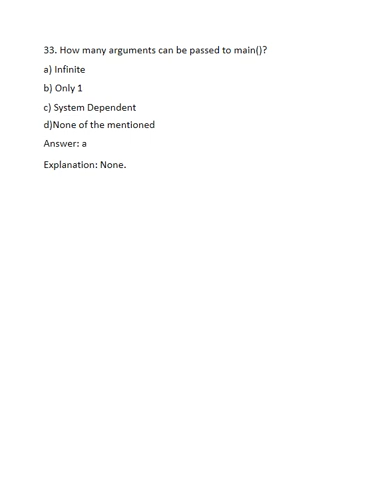 33. How many arguments can be passed to main()?
a) Infinite
b) Only 1
c) System Dependent
d)None of the mentioned
Answer: a
Explanation: None.